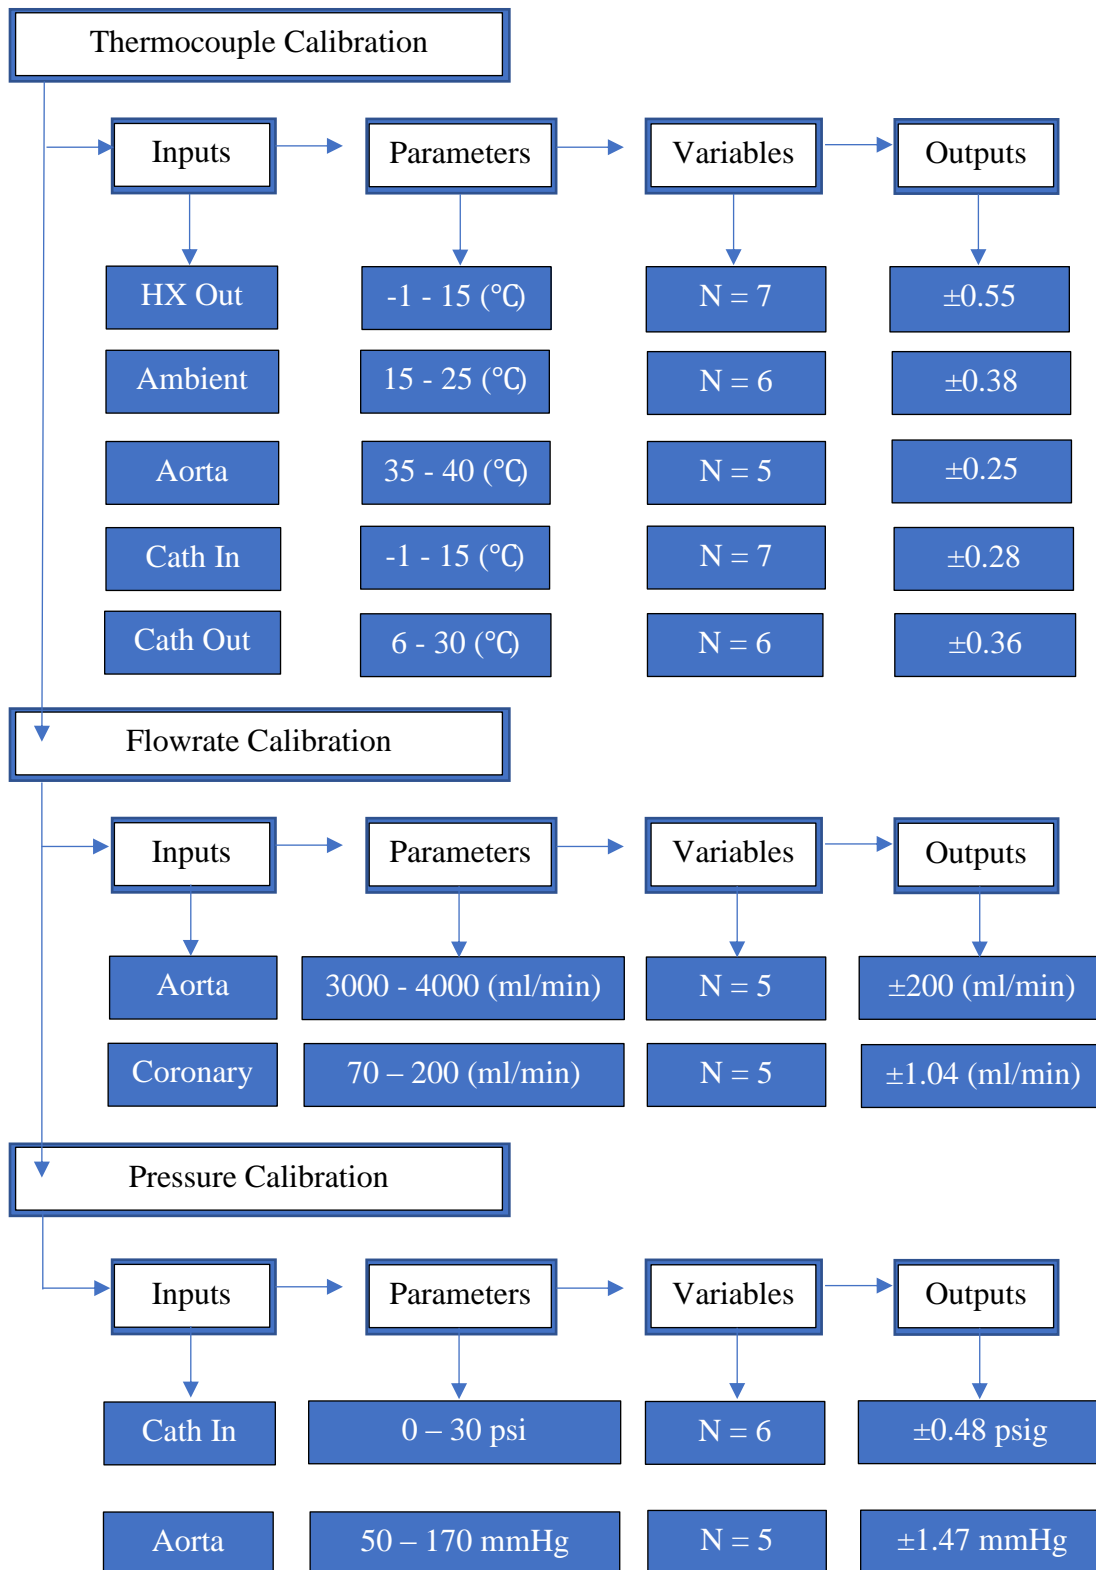 Thermocouple Calibration
Inputs
Parameters
Variables
Outputs
HX Out
-1 - 15 (℃)
N = 7
±0.55
Ambient
15 - 25 (℃)
N = 6
±0.38
Aorta
35 - 40 (℃)
N = 5
±0.25
Cath In
-1 - 15 (℃)
N = 7
±0.28
Cath Out
6 - 30 (℃)
N = 6
±0.36
Flowrate Calibration
Inputs
Parameters
Variables
Outputs
Aorta
3000 - 4000 (ml/min)
N = 5
±200 (ml/min)
Coronary
70 – 200 (ml/min)
N = 5
±1.04 (ml/min)
Pressure Calibration
Inputs
Parameters
Variables
Outputs
Cath In
0 – 30 psi
N = 6
±0.48 psig
Aorta
50 – 170 mmHg
N = 5
±1.47 mmHg